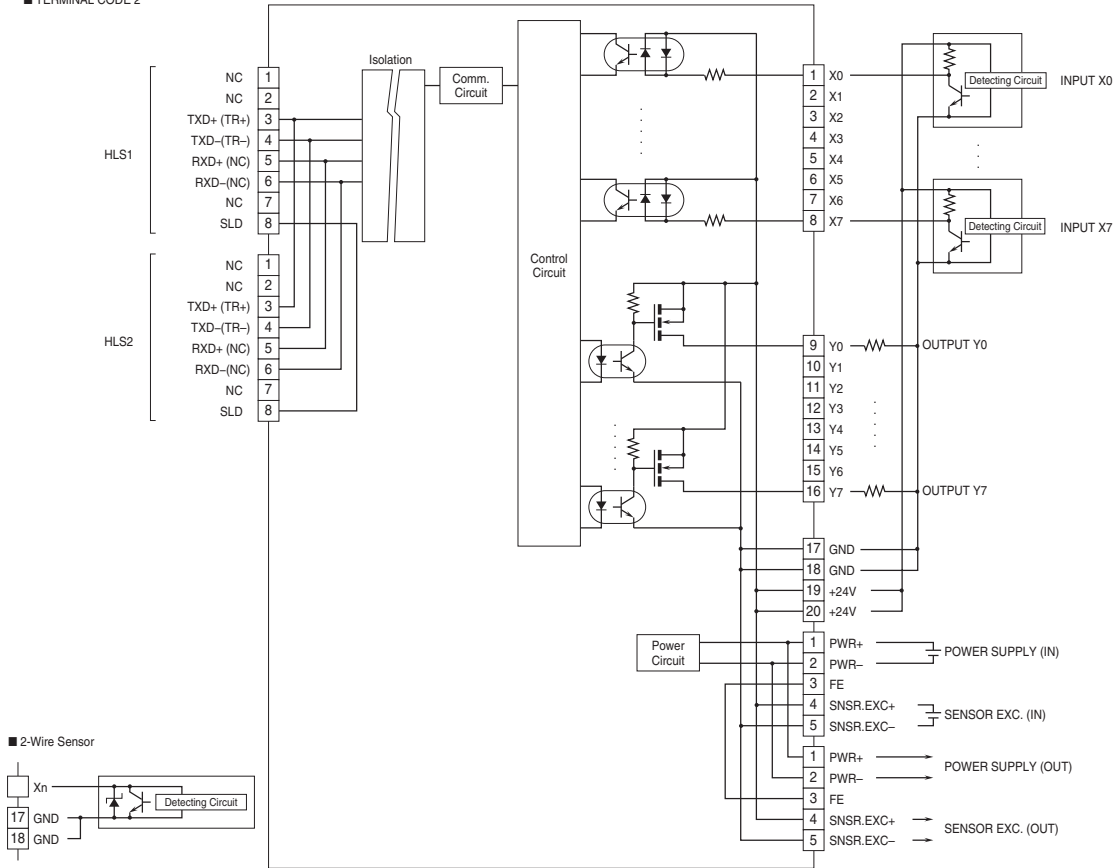 ■ TERMINAL CODE 2
Isolation
Comm.
Circuit
Control
Circuit
HLS1
NC 1
NC 2
TXD+ (TR+) 3
TXD–(TR–) 4
RXD+ (NC) 5
RXD–(NC) 6
NC 7
SLD 8
HLS2
NC 1
NC 2
TXD+ (TR+) 3
TXD–(TR–) 4
RXD+ (NC) 5
RXD–(NC) 6
NC 7
SLD 8
1 X0
2 X1
3 X2
4 X3
5 X4
6 X5
7 X6
8 X7
Detecting Circuit
INPUT X0
Detecting Circuit
INPUT X7
9 Y0 OUTPUT Y0
10 Y1
11 Y2
12 Y3
13 Y4
14 Y5
15 Y6
16 Y7 OUTPUT Y7
17 GND
18 GND
19 +24V
20 +24V
Power
Circuit
1 PWR+
2 PWR–
POWER SUPPLY (IN)
3 FE
4 SNSR.EXC+
5 SNSR.EXC–
SENSOR EXC. (IN)
1 PWR+
2 PWR–
POWER SUPPLY (OUT)
3 FE
4 SNSR.EXC+
5 SNSR.EXC–
SENSOR EXC. (OUT)
■ 2-Wire Sensor
Xn
17 GND
18 GND
Detecting Circuit